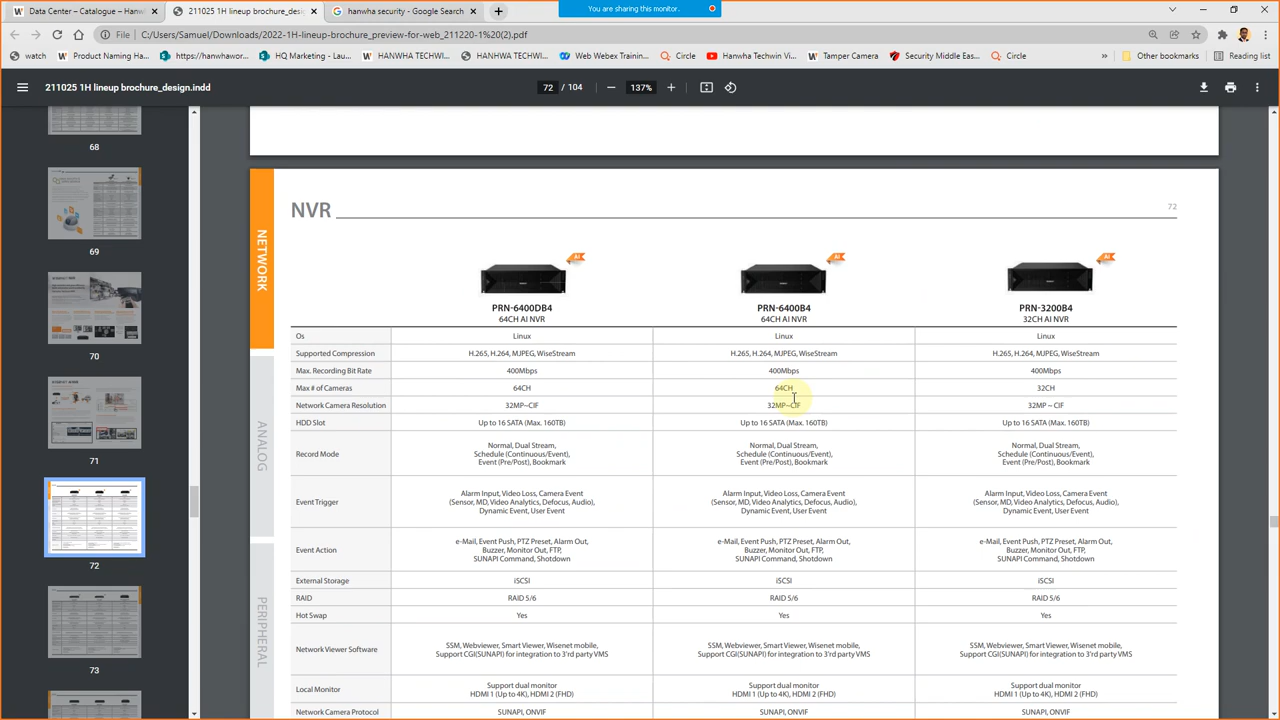 You are sharing this monitor.
Data Center – Catalogue – Hanw
211025 1H lineup brochure_desig
hanwha security - Google Search
File
C:/Users/Samuel/Downloads/2022-1H-lineup-brochure_preview-for-web_211220-1%20(2).pdf
watch
Product Naming Ha...
https://hanwhawor...
HQ Marketing - Lau...
HANWHA TECHWI...
HANWHA TECHWI...
Web Webex Trainin...
Circle
Hanwha Techwin Vi...
Tamper Camera
Security Middle Eas...
Circle
»
Other bookmarks
Reading list
211025 1H lineup brochure_design.indd
72 / 104
137%
68
69
70
71
72
73
NETWORK
ANALOG
PERIPHERAL
NVR
72
AI
AI
AI
PRN-6400DB4
PRN-6400B4
PRN-3200B4
64CH AI NVR
64CH AI NVR
32CH AI NVR
Os
Linux
Linux
Linux
Supported Compression
H.265, H.264, MJPEG, WiseStream
H.265, H.264, MJPEG, WiseStream
H.265, H.264, MJPEG, WiseStream
Max. Recording Bit Rate
400Mbps
400Mbps
400Mbps
Max # of Cameras
64CH
64CH
32CH
Network Camera Resolution
32MP~CIF
32MP~CIF
32MP ~ CIF
HDD Slot
Up to 16 SATA (Max. 160TB)
Up to 16 SATA (Max. 160TB)
Up to 16 SATA (Max. 160TB)
Record Mode
Normal, Dual Stream,
Schedule (Continuous/Event),
Event (Pre/Post), Bookmark
Normal, Dual Stream,
Schedule (Continuous/Event),
Event (Pre/Post), Bookmark
Normal, Dual Stream,
Schedule (Continuous/Event),
Event (Pre/Post), Bookmark
Event Trigger
Alarm Input, Video Loss, Camera Event
(Sensor, MD, Video Analytics, Defocus, Audio),
Dynamic Event, User Event
Alarm Input, Video Loss, Camera Event
(Sensor, MD, Video Analytics, Defocus, Audio),
Dynamic Event, User Event
Alarm Input, Video Loss, Camera Event
(Sensor, MD, Video Analytics, Defocus, Audio),
Dynamic Event, User Event
Event Action
e-Mail, Event Push, PTZ Preset, Alarm Out,
Buzzer, Monitor Out, FTP,
SUNAPI Command, Shotdown
e-Mail, Event Push, PTZ Preset, Alarm Out,
Buzzer, Monitor Out, FTP,
SUNAPI Command, Shotdown
e-Mail, Event Push, PTZ Preset, Alarm Out,
Buzzer, Monitor Out, FTP,
SUNAPI Command, Shotdown
External Storage
iSCSI
iSCSI
iSCSI
RAID
RAID 5/6
RAID 5/6
RAID 5/6
Hot Swap
Yes
Yes
Yes
Network Viewer Software
SSM, Webviewer, Smart Viewer, Wisenet mobile,
Support CGI(SUNAPI) for integration to 3'rd party VMS
SSM, Webviewer, Smart Viewer, Wisenet mobile,
Support CGI(SUNAPI) for integration to 3'rd party VMS
SSM, Webviewer, Smart Viewer, Wisenet mobile,
Support CGI(SUNAPI) for integration to 3'rd party VMS
Local Monitor
Support dual monitor
HDMI 1 (Up to 4K), HDMI 2 (FHD)
Support dual monitor
HDMI 1 (Up to 4K), HDMI 2 (FHD)
Support dual monitor
HDMI 1 (Up to 4K), HDMI 2 (FHD)
Network Camera Protocol
SUNAPI, ONVIF
SUNAPI, ONVIF
SUNAPI, ONVIF